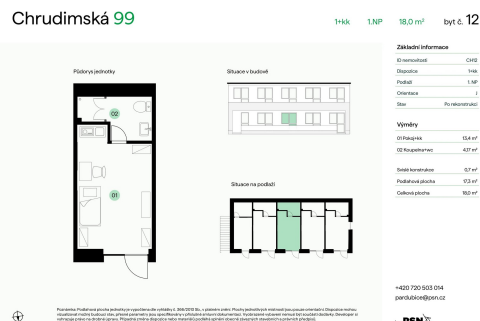 Chrudimská 99
1+kk 1.NP 18,0 m² byt č. 12
Základní informace
ID nemovitosti CH12
Dispozice 1+kk
Podlaží 1. NP
Orientace J
Stav Po rekonstrukci
Výměry
01 Pokoj+kk 13,4 m²
02 Koupelna+wc 4,17 m²
Svislé konstrukce 0,7 m²
Podlahová plocha 17,3 m²
Celková plocha 18,0 m²
Půdorys jednotky
02
01
Situace v budově
Situace na podlaží
+420 720 503 014
pardubice@psn.cz
PSN